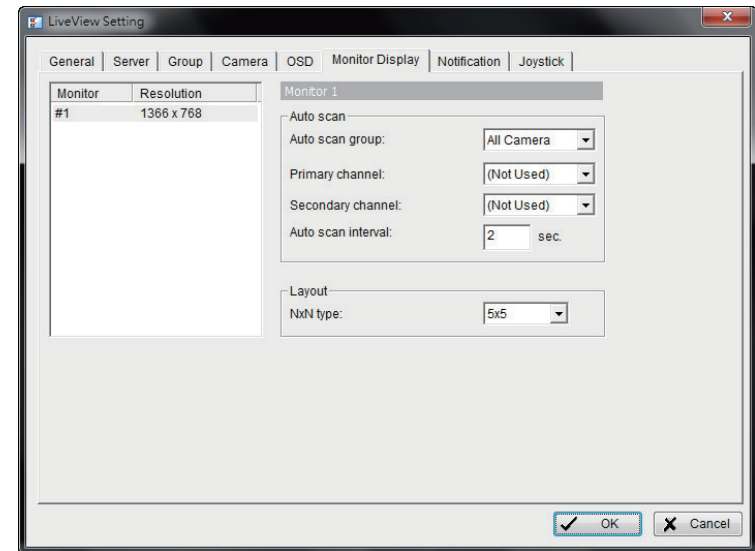 LiveView Setting
General Server Group Camera OSD Monitor Display Notification Joystick
Monitor Resolution
#1 1366 x 768
Monitor 1
Auto scan
Auto scan group: All Camera
Primary channel: (Not Used)
Secondary channel: (Not Used)
Auto scan interval: 2 sec.
Layout
NxN type: 5x5
OK Cancel